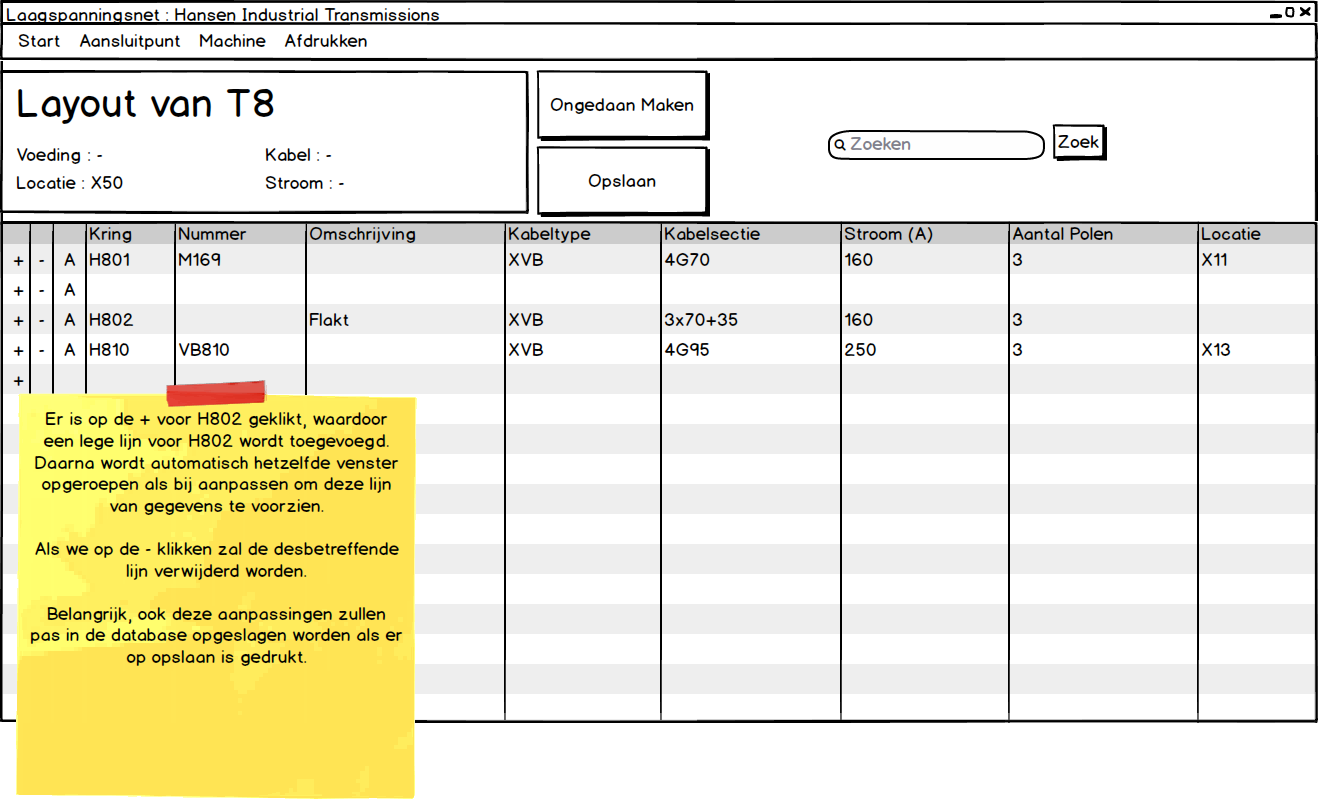 Laagspanningsnet : Hansen Industrial Transmissions
Start Aansluitpunt Machine Afdrukken
Layout van T8
Voeding : - Kabel : -
Locatie : X50 Stroom : -
Ongedaan Maken
Opslaan
Zoeken Zoek
Kring Nummer Omschrijving Kabeltype Kabelsectie Stroom (A) Aantal Polen Locatie
+ - A H801 M169 XVB 4G70 160 3 X11
+ - A
+ - A H802 Flakt XVB 3x70+35 160 3
+ - A H810 VB810 XVB 4G95 250 3 X13
+
Er is op de + voor H802 geklikt, waardoor
een lege lijn voor H802 wordt toegevoegd.
Daarna wordt automatisch hetzelfde venster
opgeroepen als bij aanpassen om deze lijn
van gegevens te voorzien.
Als we op de - klikken zal de desbetreffende
lijn verwijderd worden.
Belangrijk, ook deze aanpassingen zullen
pas in de database opgeslagen worden als er
op opslaan is gedrukt.